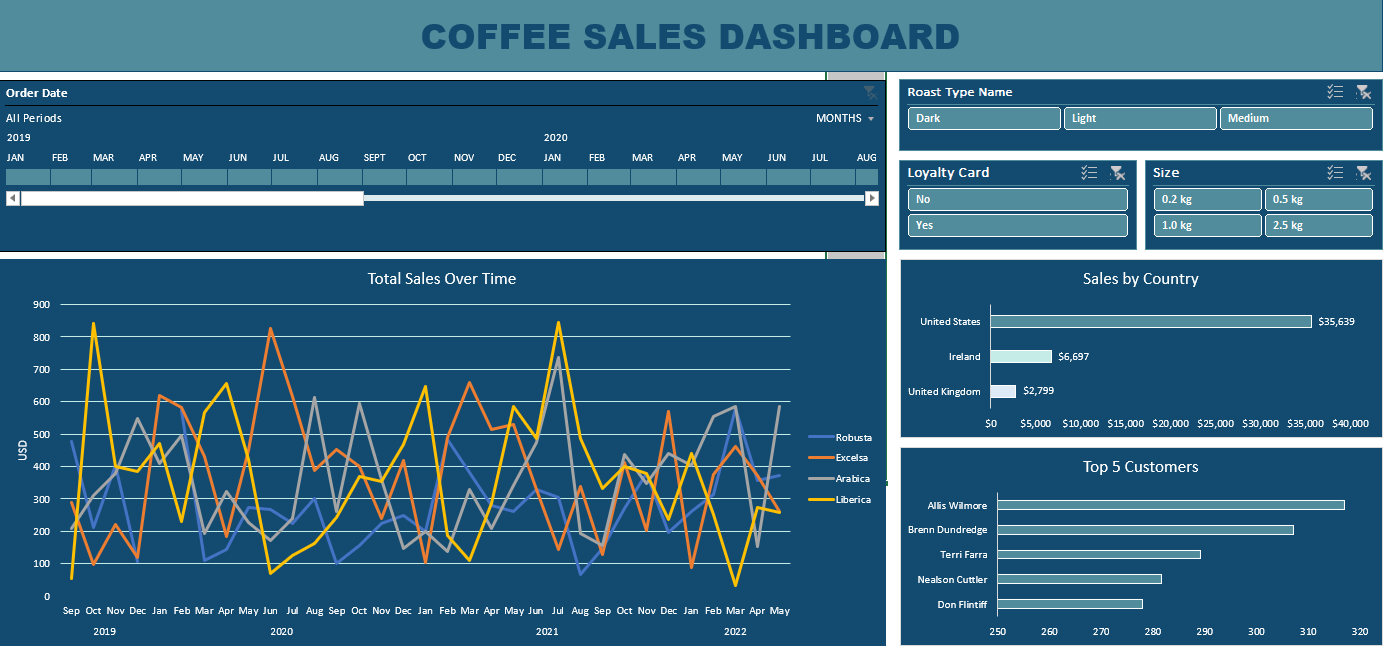 COFFEE SALES DASHBOARD
Order Date
All Periods MONTHS
2019 2020
JAN FEB MAR APR MAY JUN JUL AUG SEPT OCT NOV DEC JAN FEB MAR APR MAY JUN JUL AUG
Roast Type Name
Dark Light Medium
Loyalty Card
No
Yes
Size
0.2 kg 0.5 kg
1.0 kg 2.5 kg
Total Sales Over Time
USD
900
800
700
600
500
400
300
200
100
0
Sep Oct Nov Dec Jan Feb Mar Apr May Jun Jul Aug Sep Oct Nov Dec Jan Feb Mar Apr May Jun Jul Aug Sep Oct Nov Dec Jan Feb Mar Apr May
2019 2020 2021 2022
Robusta
Excelsa
Arabica
Liberica
Sales by Country
United States $35,639
Ireland $6,697
United Kingdom $2,799
$0 $5,000 $10,000 $15,000 $20,000 $25,000 $30,000 $35,000 $40,000
Top 5 Customers
Allis Wilmore
Brenn Dundredge
Terri Farra
Nealson Cuttler
Don Flintiff
250 260 270 280 290 300 310 320